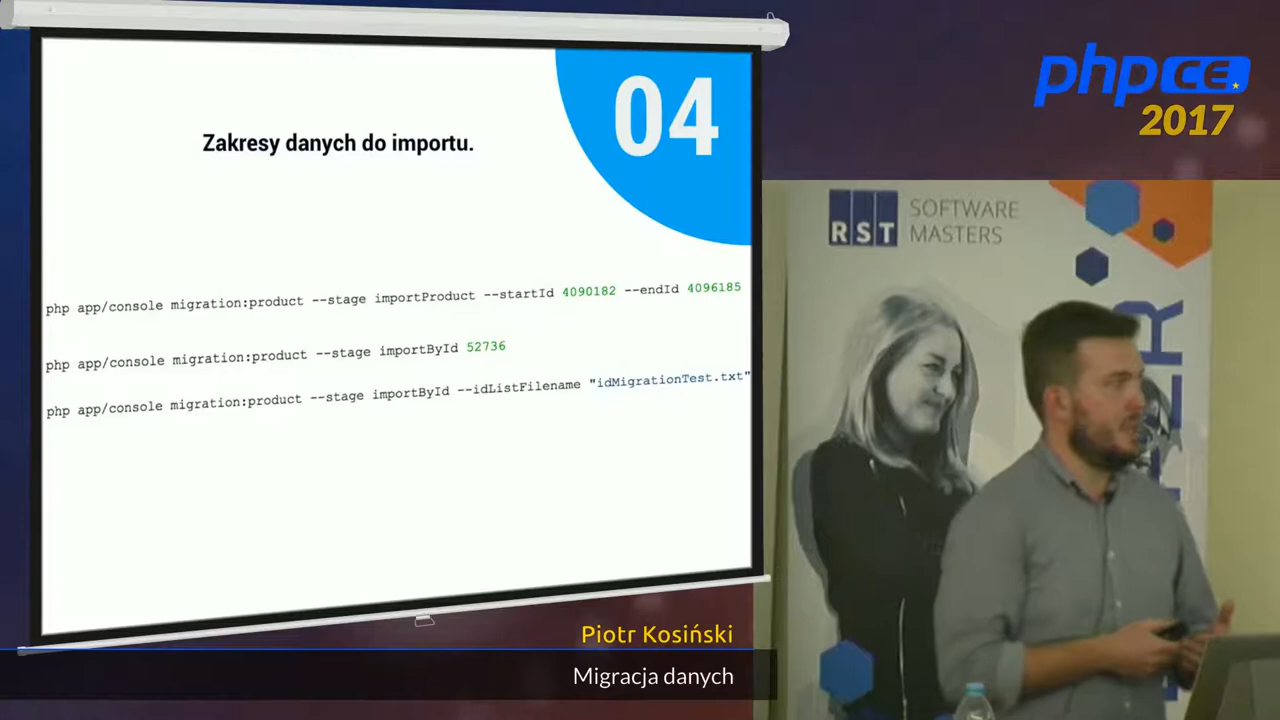 04
Zakresy danych do importu.
php app/console migration:product --stage importProduct --startId 4090182 --endId 4096185
php app/console migration:product --stage importById 52736
php app/console migration:product --stage importById --idListFilename "idMigrationTest.txt"
phpCE
2017
RST
SOFTWARE
MASTERS
Piotr Kosiński
Migracja danych